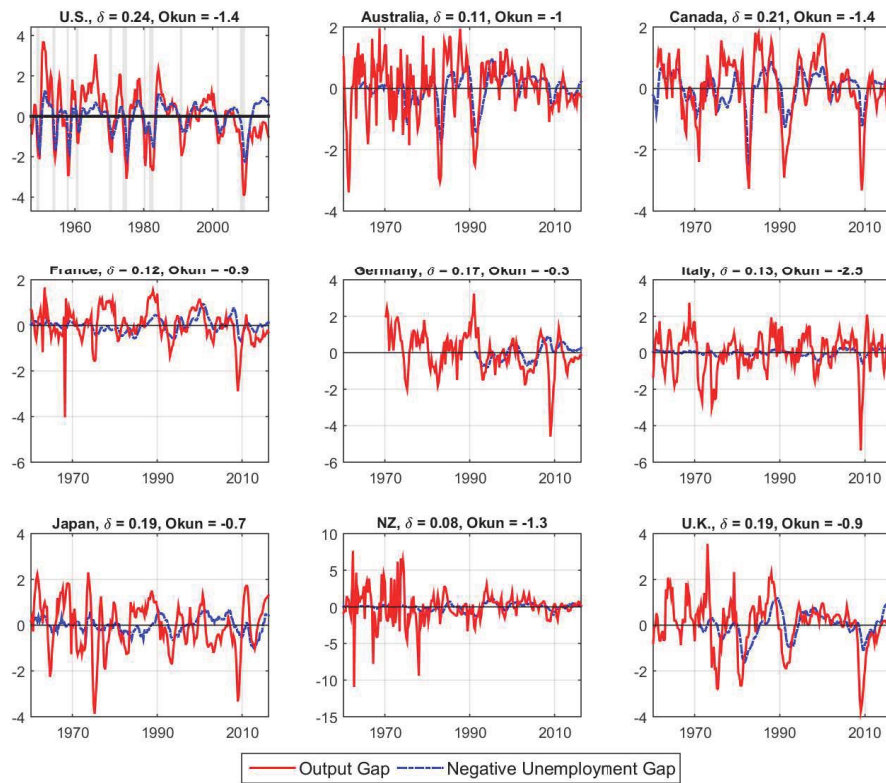 U.S., δ = 0.24, Okun = -1.4
4
2
0
-2
-4
1960 1980 2000
Australia, δ = 0.11, Okun = -1
2
0
-2
-4
1970 1990 2010
Canada, δ = 0.21, Okun = -1.4
2
0
-2
-4
1970 1990 2010
France, δ = 0.12, Okun = -0.9
2
0
-2
-4
-6
1970 1990 2010
Germany, δ = 0.17, Okun = -0.3
4
2
0
-2
-4
-6
1970 1990 2010
Italy, δ = 0.13, Okun = -2.5
4
2
0
-2
-4
-6
1970 1990 2010
Japan, δ = 0.19, Okun = -0.7
4
2
0
-2
-4
1970 1990 2010
NZ, δ = 0.08, Okun = -1.3
10
5
0
-5
-10
-15
1970 1990 2010
U.K., δ = 0.19, Okun = -0.9
4
2
0
-2
-4
1970 1990 2010
Output Gap Negative Unemployment Gap